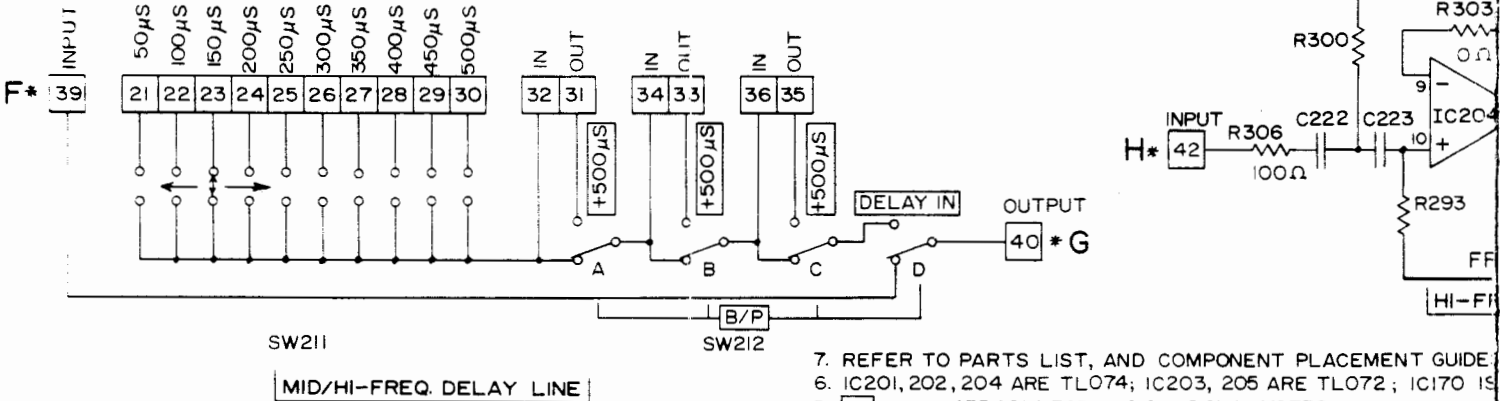 INPUT
50µS 100µS 150µS 200µS 250µS 300µS 350µS 400µS 450µS 500µS
IN OUT IN OUT IN OUT
F* 39 21 22 23 24 25 26 27 28 29 30 32 31 34 33 36 35
+500µS +500µS +500µS
DELAY IN
OUTPUT
40 * G
A B C D
B/P
SW211
SW212
MID/HI-FREQ. DELAY LINE
R303
0Ω
R300
9 −
IC204
10 +
INPUT
H* 42
R306
100Ω
C222 C223
R293
7. REFER TO PARTS LIST, AND COMPONENT PLACEMENT GUIDE
6. IC201, 202, 204 ARE TL074; IC203, 205 ARE TL072; IC170 IS